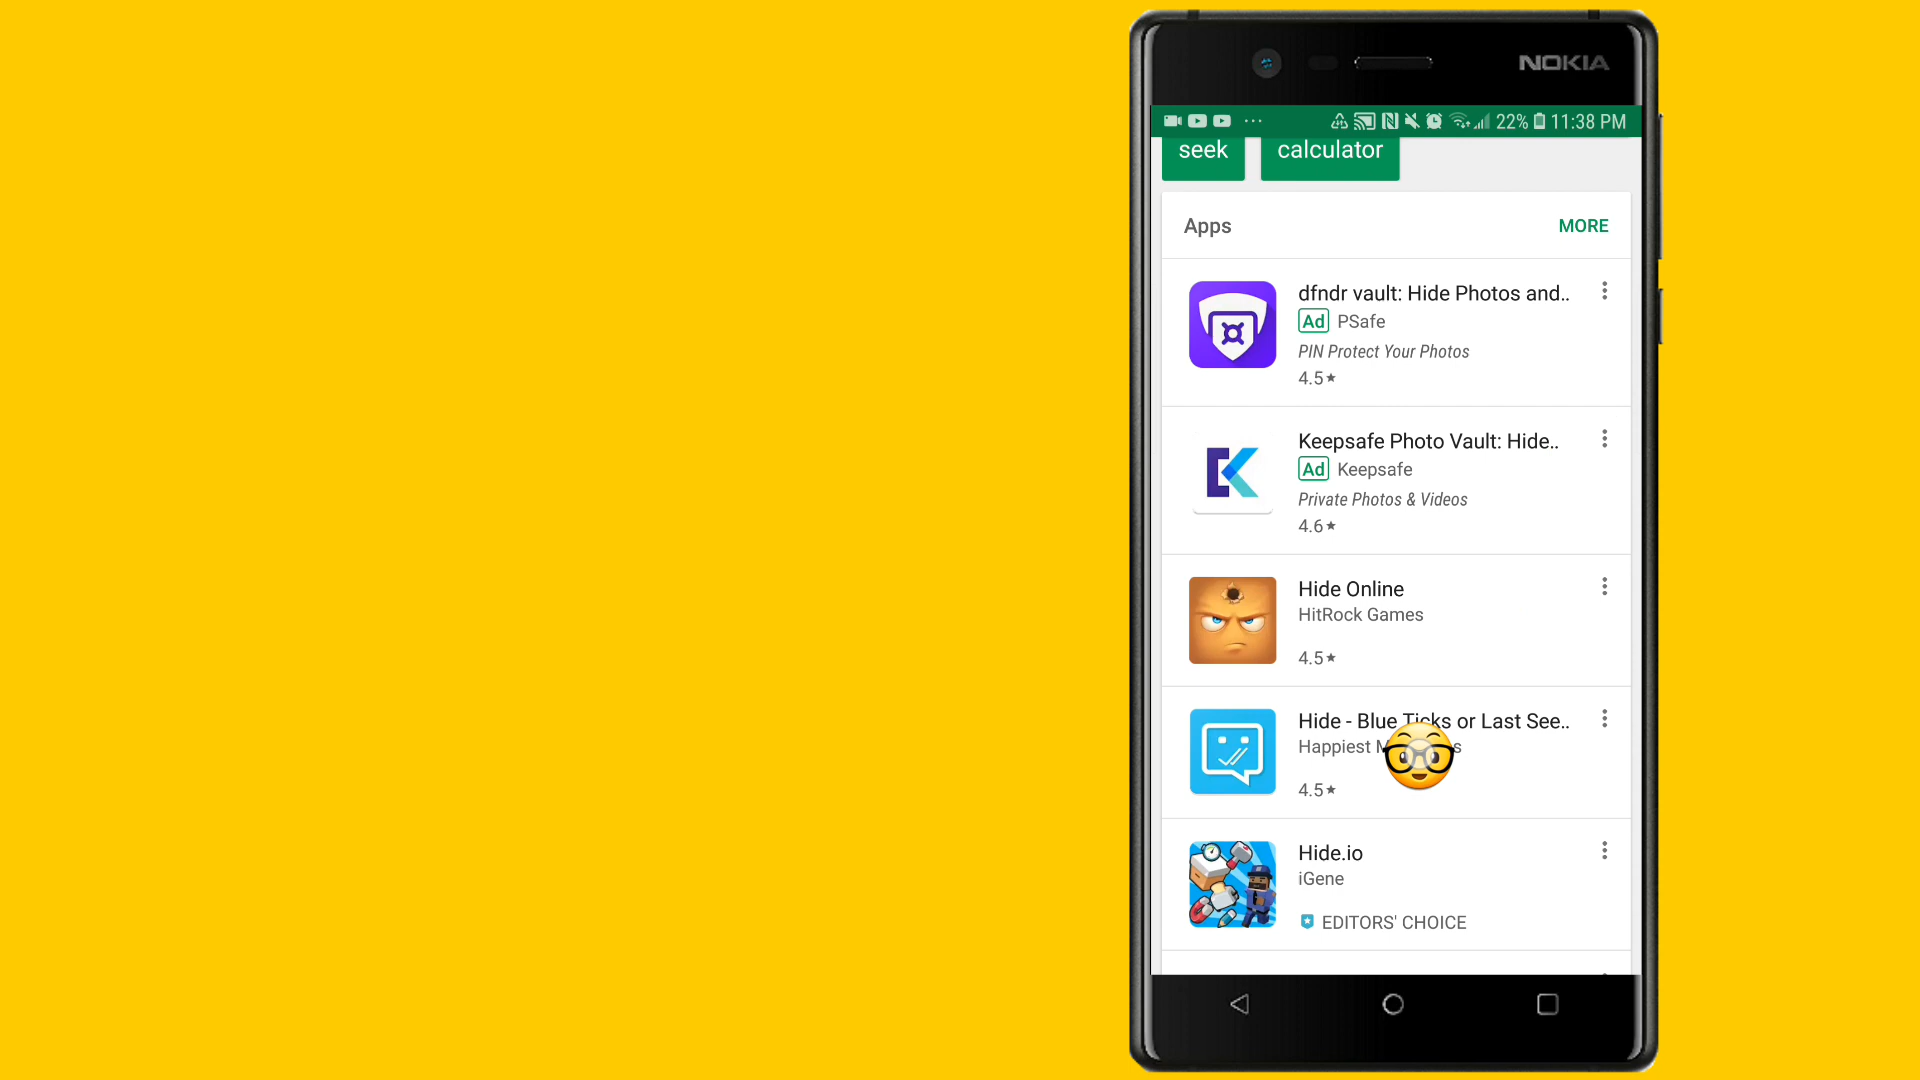 NOKIA
22% 11:38 PM
seek calculator
Apps MORE
dfndr vault: Hide Photos and..
Ad PSafe
PIN Protect Your Photos
4.5
Keepsafe Photo Vault: Hide..
Ad Keepsafe
Private Photos & Videos
4.6
Hide Online
HitRock Games
4.5
Hide - Blue Ticks or Last See..
Happiest
4.5
Hide.io
iGene
EDITORS' CHOICE